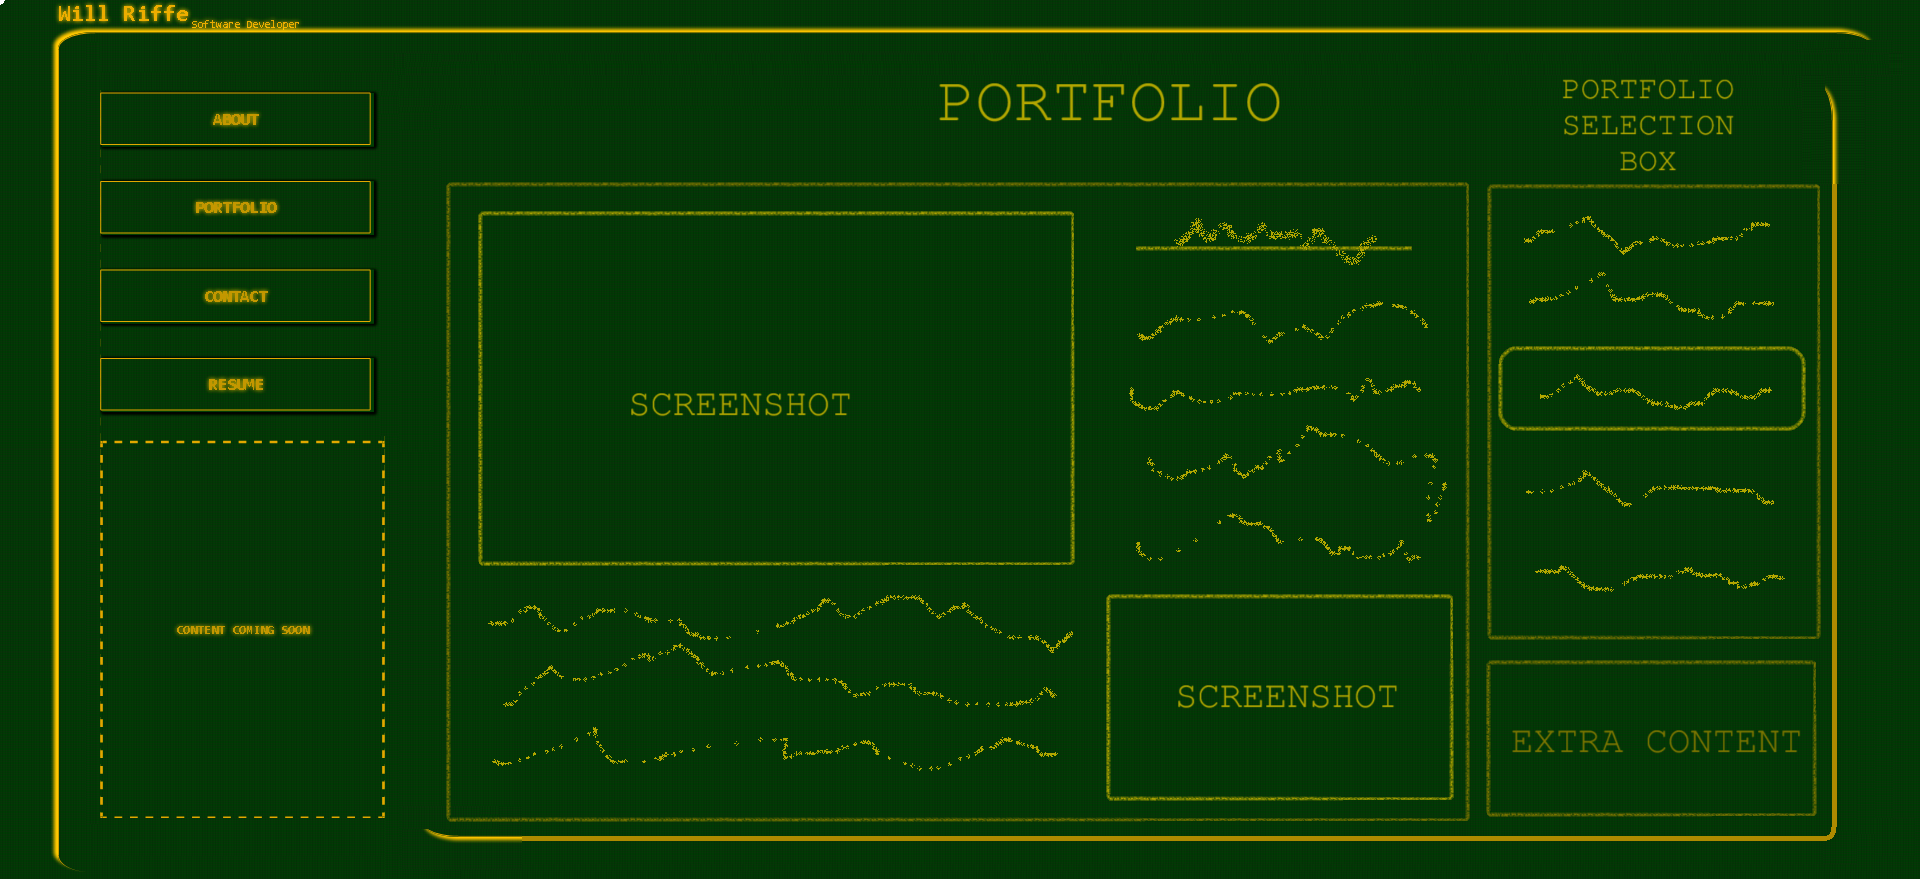 Will Riffe
Software Developer
ABOUT
PORTFOLIO
CONTACT
RESUME
CONTENT COMING SOON
PORTFOLIO
SCREENSHOT
SCREENSHOT
PORTFOLIO
SELECTION
BOX
EXTRA CONTENT